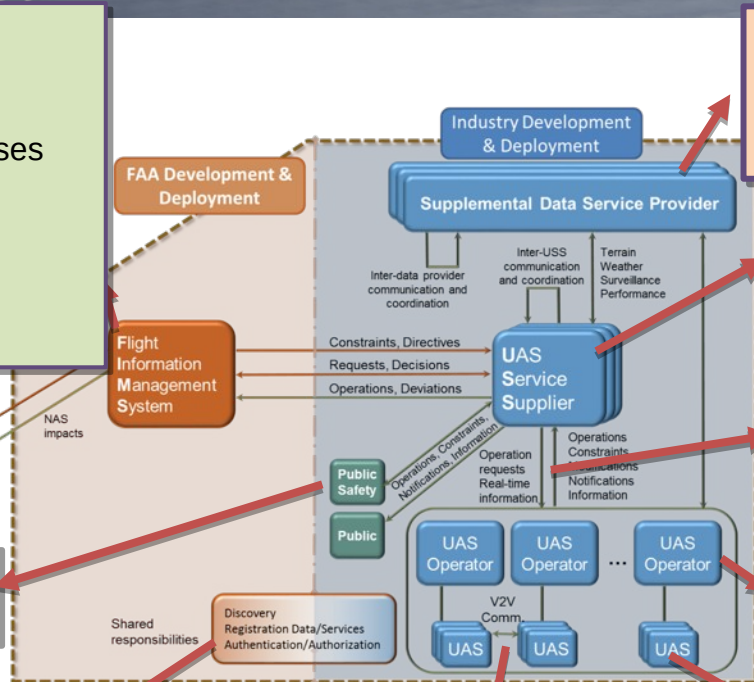 ses
Industry Development
& Deployment
FAA Development &
Deployment
Supplemental Data Service Provider
Inter-data provider
communication and
coordination
Inter-USS
communication
and coordination
Terrain
Weather
Surveillance
Performance
Flight
Information
Management
System
Constraints, Directives
Requests, Decisions
Operations, Deviations
UAS
Service
Supplier
NAS
impacts
Operations, Constraints,
Notifications, Information
Operation
requests
Real-time
information
Operations
Constraints
Modifications
Notifications
Information
Public
Safety
Public
UAS
Operator
UAS
Operator
...
UAS
Operator
V2V
Comm.
UAS
UAS
UAS
Shared
responsibilities
Discovery
Registration Data/Services
Authentication/Authorization